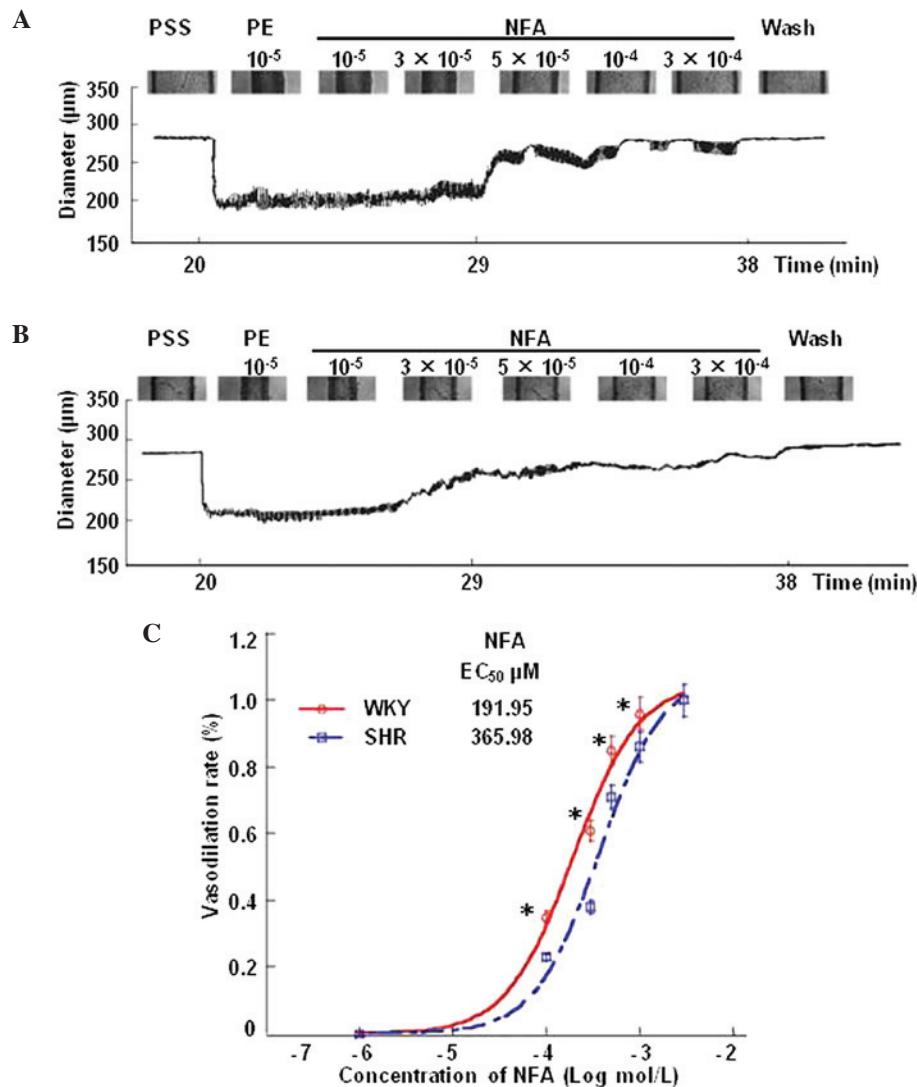 A
PSS PE NFA Wash
10⁻⁵ 10⁻⁵ 3 × 10⁻⁵ 5 × 10⁻⁵ 10⁻⁴ 3 × 10⁻⁴
350
300
250
200
150
Diameter (μm)
20 29 38 Time (min)
B
PSS PE NFA Wash
10⁻⁵ 10⁻⁵ 3 × 10⁻⁵ 5 × 10⁻⁵ 10⁻⁴ 3 × 10⁻⁴
350
300
250
200
150
Diameter (μm)
20 29 38 Time (min)
C
NFA
EC₅₀ μM
WKY 191.95
SHR 365.98
* * * *
1.2
1.0
0.8
0.6
0.4
0.2
0
Vasodilation rate (%)
-7 -6 -5 -4 -3 -2
Concentration of NFA (Log mol/L)